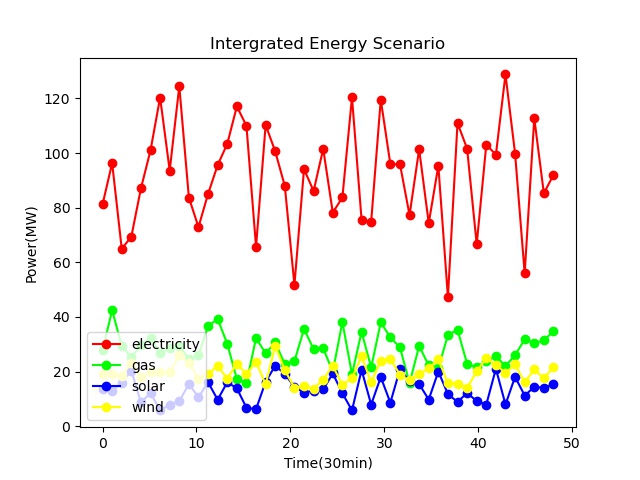 Intergrated Energy Scenario
Power(MW)
120
100
80
60
40
20
0
electricity
gas
solar
wind
0 10 20 30 40 50
Time(30min)